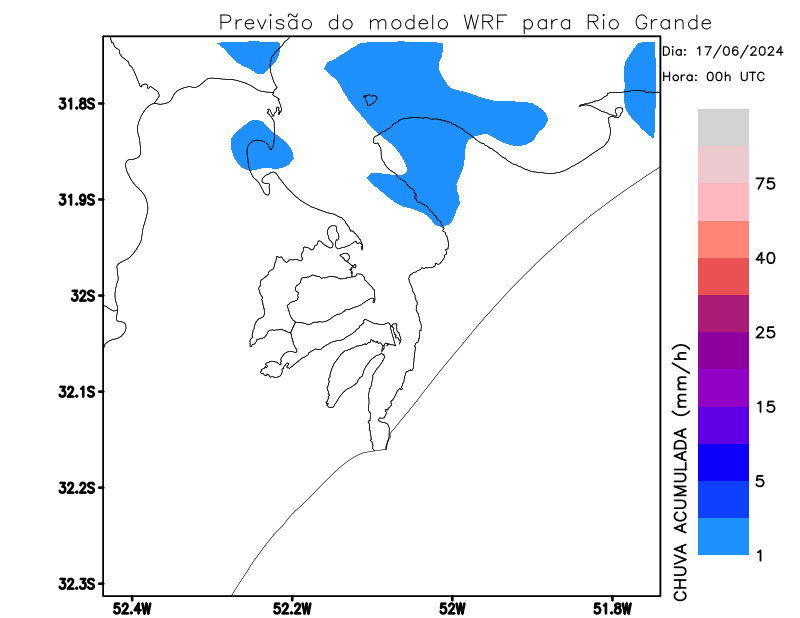 Previsão do modelo WRF para Rio Grande
Dia: 17/06/2024
Hora: 00h UTC
31.8S
31.9S
32S
32.1S
32.2S
32.3S
52.4W
52.2W
52W
51.8W
75
40
25
15
5
1
CHUVA ACUMULADA (mm/h)